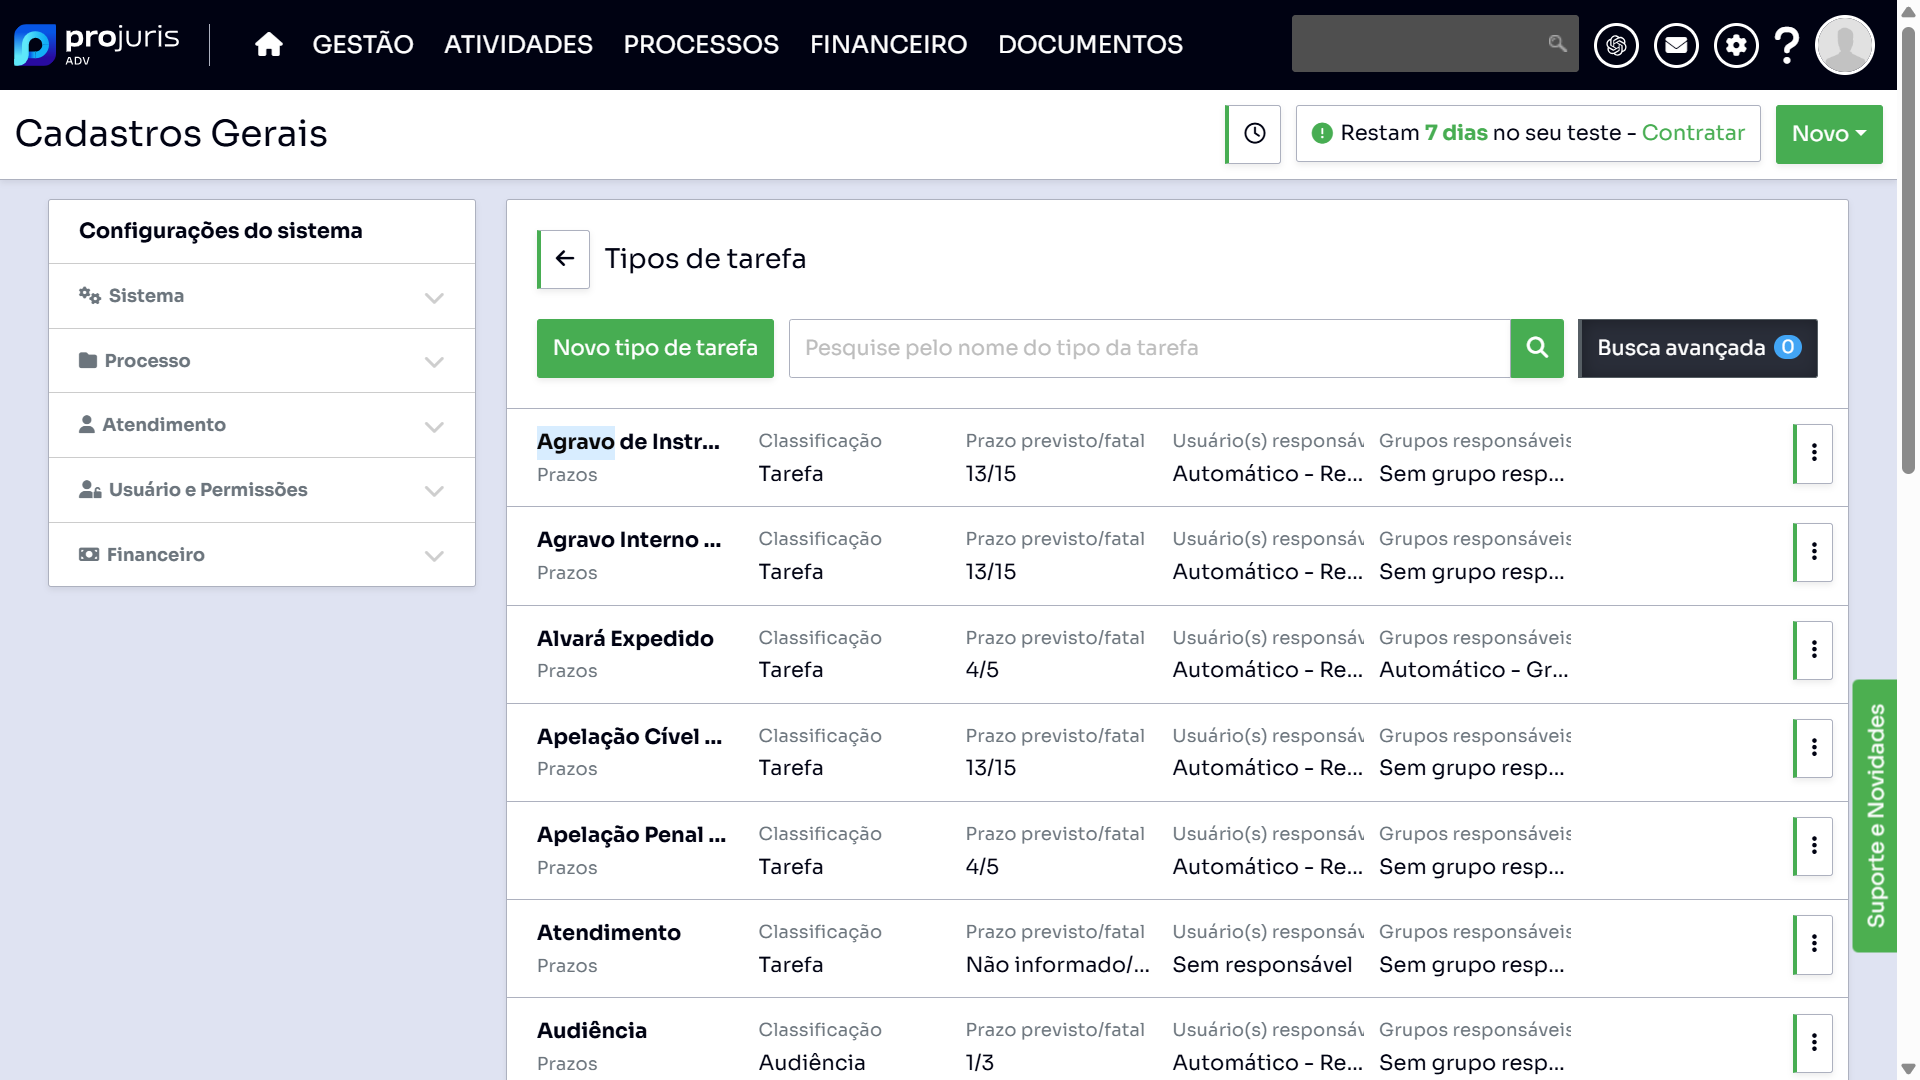 projuris
ADV
GESTÃO
ATIVIDADES
PROCESSOS
FINANCEIRO
DOCUMENTOS
Cadastros Gerais
Restam 7 dias no seu teste - Contratar
Novo
Configurações do sistema
Sistema
Processo
Atendimento
Usuário e Permissões
Financeiro
Tipos de tarefa
Novo tipo de tarefa
Pesquise pelo nome do tipo da tarefa
Busca avançada 0
Agravo de Instr... Classificação Prazo previsto/fatal Usuário(s) responsáv Grupos responsáveis
Prazos Tarefa 13/15 Automático - Re... Sem grupo resp...
Agravo Interno ... Classificação Prazo previsto/fatal Usuário(s) responsáv Grupos responsáveis
Prazos Tarefa 13/15 Automático - Re... Sem grupo resp...
Alvará Expedido Classificação Prazo previsto/fatal Usuário(s) responsáv Grupos responsáveis
Prazos Tarefa 4/5 Automático - Re... Automático - Gr...
Apelação Cível ... Classificação Prazo previsto/fatal Usuário(s) responsáv Grupos responsáveis
Prazos Tarefa 13/15 Automático - Re... Sem grupo resp...
Apelação Penal ... Classificação Prazo previsto/fatal Usuário(s) responsáv Grupos responsáveis
Prazos Tarefa 4/5 Automático - Re... Sem grupo resp...
Atendimento Classificação Prazo previsto/fatal Usuário(s) responsáv Grupos responsáveis
Prazos Tarefa Não informado/... Sem responsável Sem grupo resp...
Audiência Classificação Prazo previsto/fatal Usuário(s) responsáv Grupos responsáveis
Prazos Audiência 1/3 Automático - Re... Sem grupo resp...
Suporte e Novidades